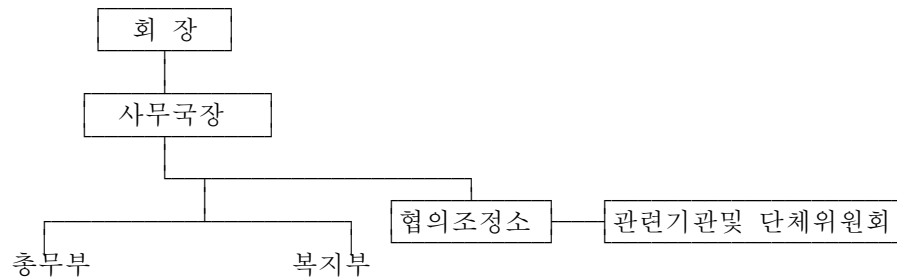 회 장
사무국장
협의조정소
관련기관및 단체위원회
총무부
복지부